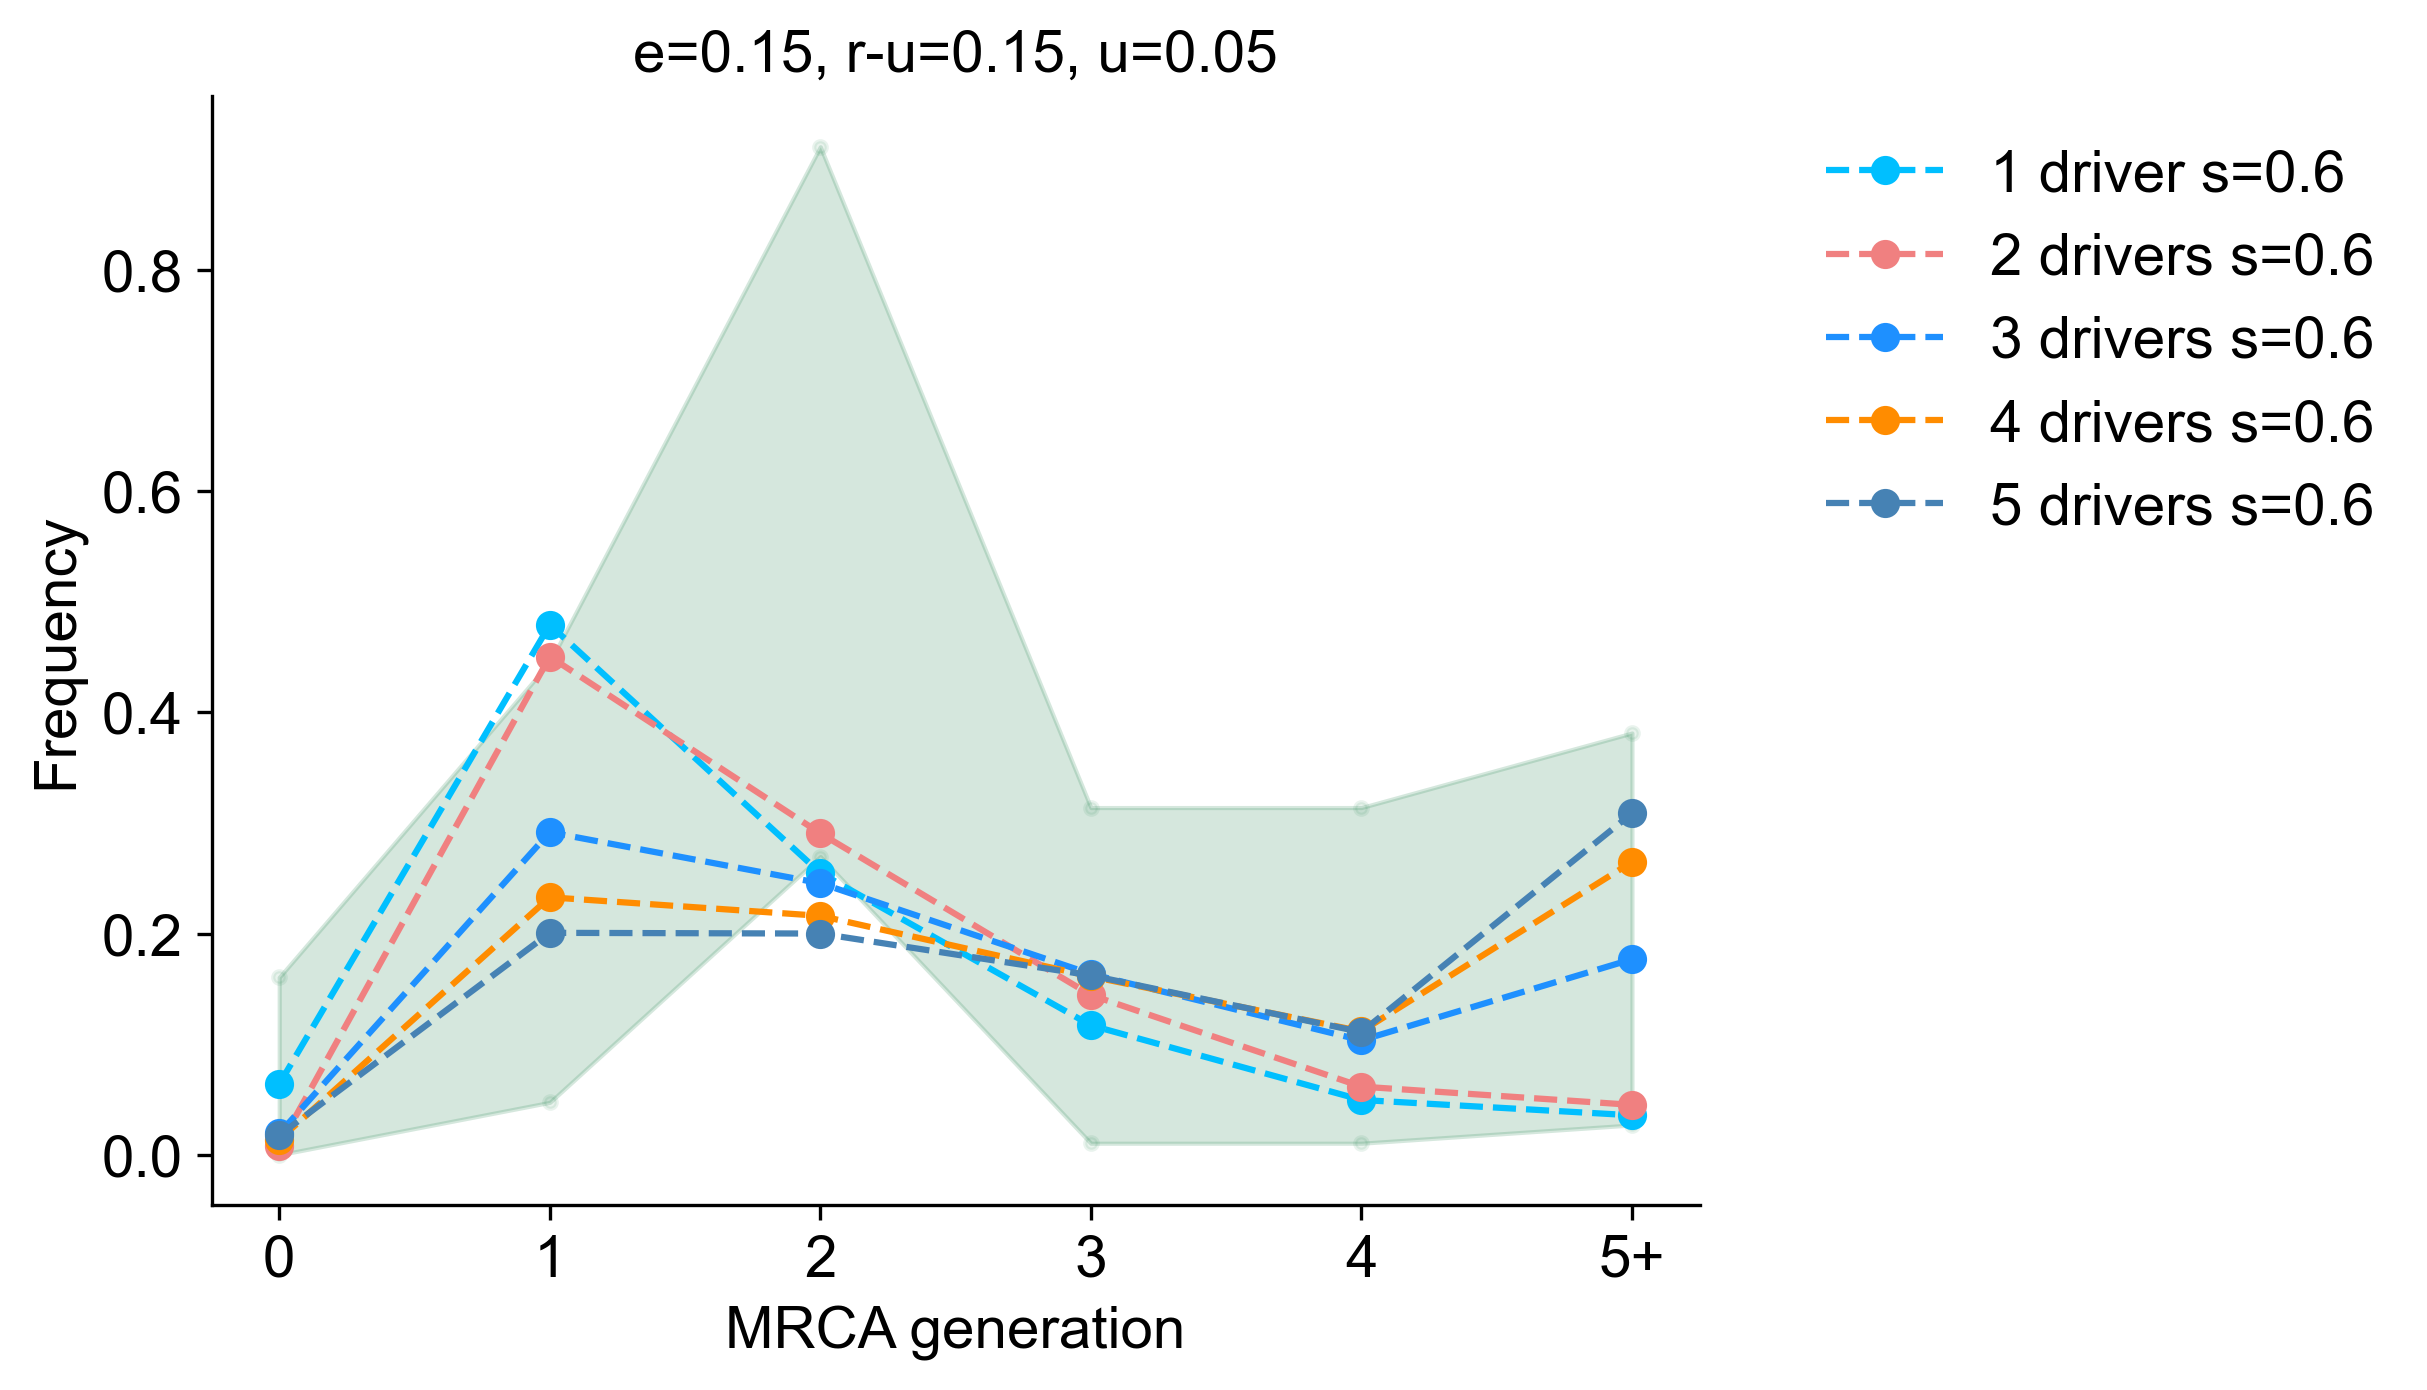 e=0.15, r-u=0.15, u=0.05
Frequency
0.8
0.6
0.4
0.2
0.0
0 1 2 3 4 5+
MRCA generation
1 driver s=0.6
2 drivers s=0.6
3 drivers s=0.6
4 drivers s=0.6
5 drivers s=0.6